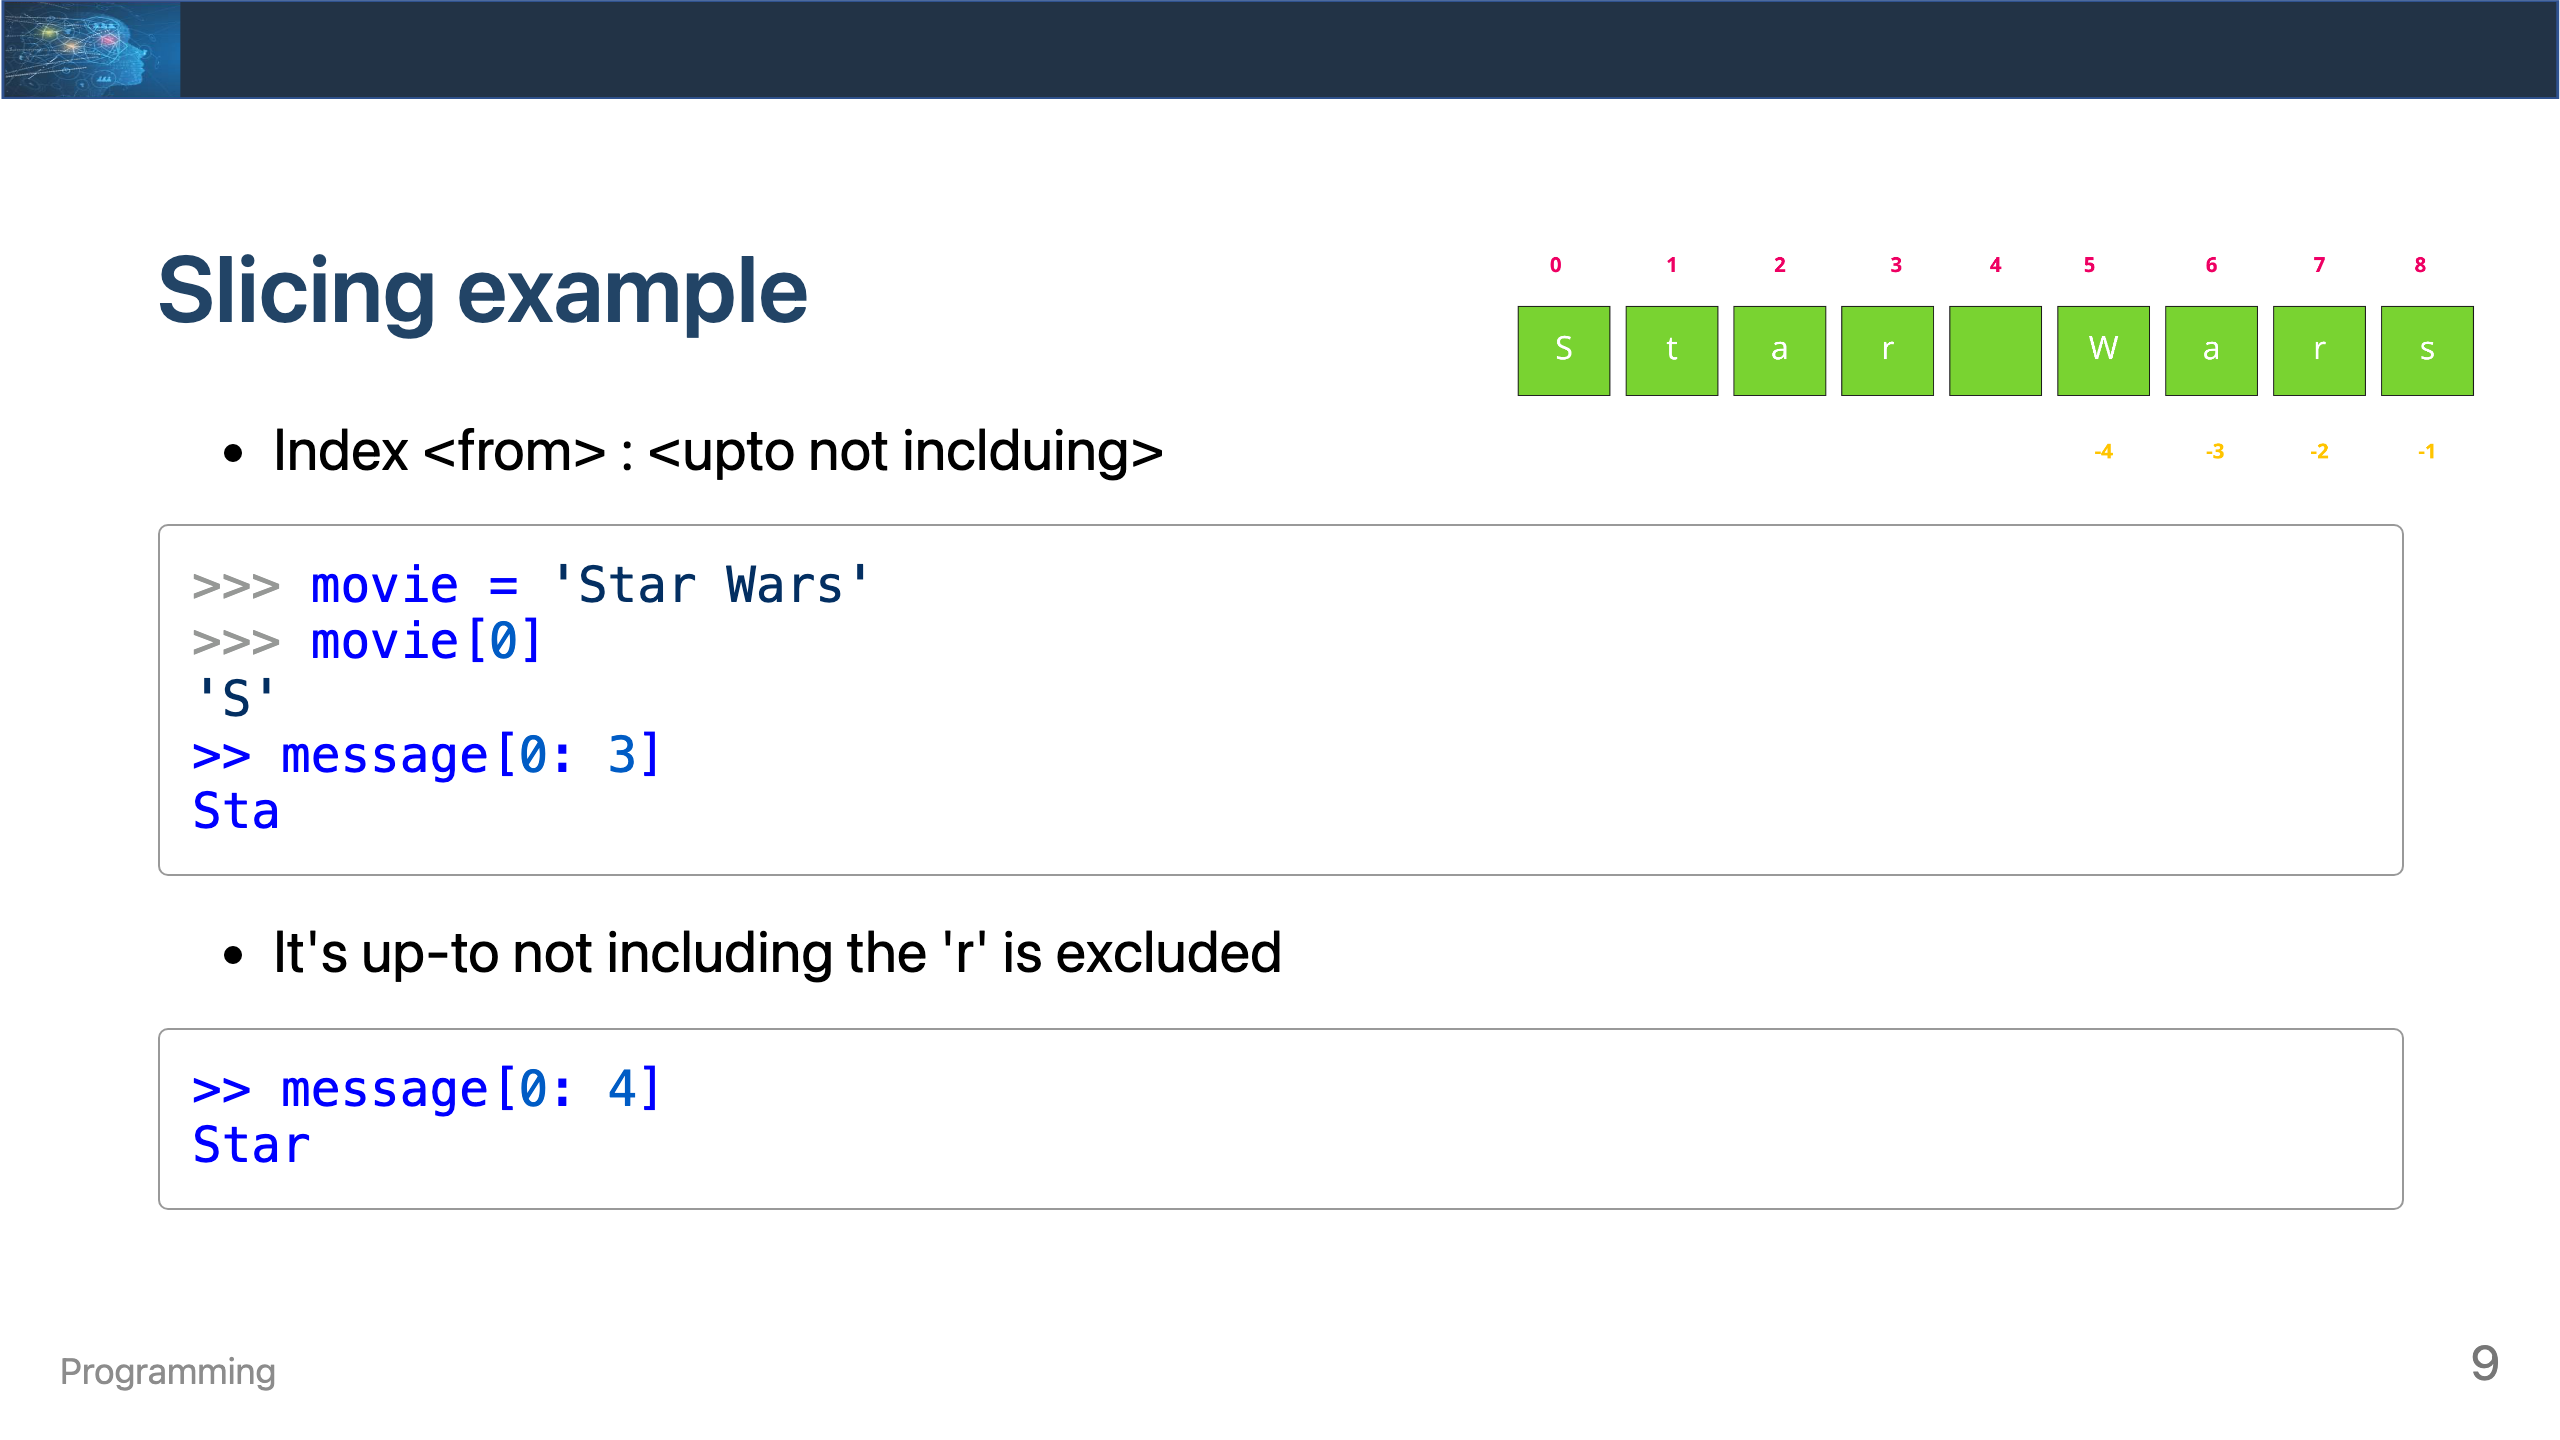 Slicing example
0 1 2 3 4 5 6 7 8
S t a r W a r s
-4 -3 -2 -1
• Index <from> : <upto not inclduing>
>>> movie = 'Star Wars'
>>> movie[0]
'S'
>> message[0: 3]
Sta
• It's up-to not including the 'r' is excluded
>> message[0: 4]
Star
Programming
9